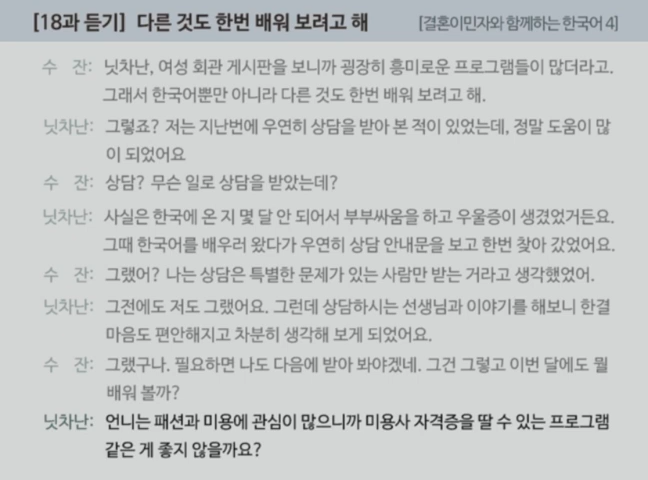 [18과 듣기] 다른 것도 한번 배워 보려고 해 [결혼이민자와 함께하는 한국어 4]
수 잔: 닛차난, 여성 회관 게시판을 보니까 굉장히 흥미로운 프로그램들이 많더라고.
그래서 한국어뿐만 아니라 다른 것도 한번 배워 보려고 해.
닛차난: 그렇죠? 저는 지난번에 우연히 상담을 받아 본 적이 있었는데, 정말 도움이 많
이 되었어요
수 잔: 상담? 무슨 일로 상담을 받았는데?
닛차난: 사실은 한국에 온 지 몇 달 안 되어서 부부싸움을 하고 우울증이 생겼었거든요.
그때 한국어를 배우러 왔다가 우연히 상담 안내문을 보고 한번 찾아 갔었어요.
수 잔: 그랬어? 나는 상담은 특별한 문제가 있는 사람만 받는 거라고 생각했었어.
닛차난: 그전에도 저도 그랬어요. 그런데 상담하시는 선생님과 이야기를 해보니 한결
마음도 편안해지고 차분히 생각해 보게 되었어요.
수 잔: 그랬구나. 필요하면 나도 다음에 받아 봐야겠네. 그건 그렇고 이번 달에도 뭘
배워 볼까?
닛차난: 언니는 패션과 미용에 관심이 많으니까 미용사 자격증을 딸 수 있는 프로그램
같은 게 좋지 않을까요?